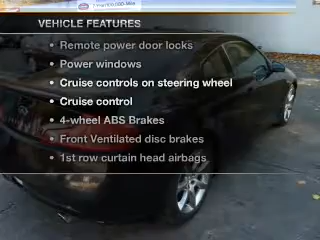 VEHICLE FEATURES
• Remote power door locks
• Power windows
• Cruise controls on steering wheel
• Cruise control
• 4-wheel ABS Brakes
• Front Ventilated disc brakes
• 1st row curtain head airbags